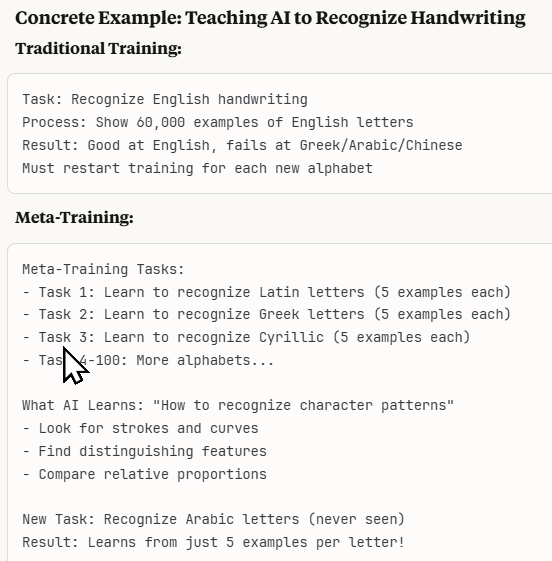 Concrete Example: Teaching AI to Recognize Handwriting
Traditional Training:
Task: Recognize English handwriting
Process: Show 60,000 examples of English letters
Result: Good at English, fails at Greek/Arabic/Chinese
Must restart training for each new alphabet
Meta-Training:
Meta-Training Tasks:
- Task 1: Learn to recognize Latin letters (5 examples each)
- Task 2: Learn to recognize Greek letters (5 examples each)
- Task 3: Learn to recognize Cyrillic (5 examples each)
- Task 4-100: More alphabets...
What AI Learns: "How to recognize character patterns"
- Look for strokes and curves
- Find distinguishing features
- Compare relative proportions
New Task: Recognize Arabic letters (never seen)
Result: Learns from just 5 examples per letter!